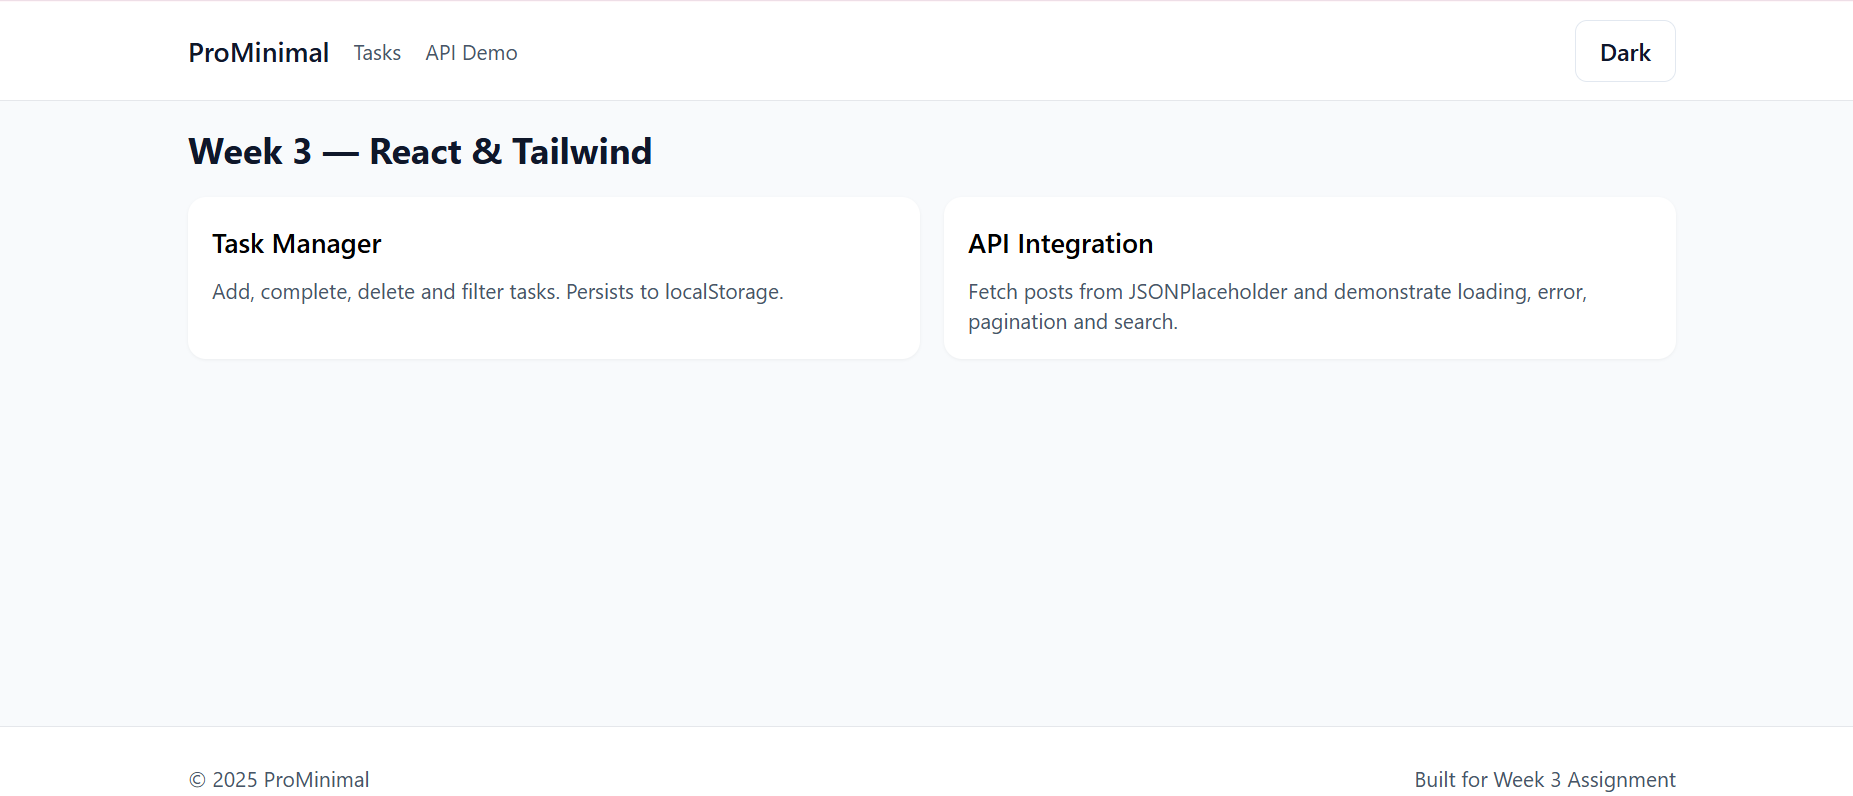 ProMinimal Tasks API Demo Dark
Week 3 — React & Tailwind
Task Manager
Add, complete, delete and filter tasks. Persists to localStorage.
API Integration
Fetch posts from JSONPlaceholder and demonstrate loading, error,
pagination and search.
© 2025 ProMinimal
Built for Week 3 Assignment